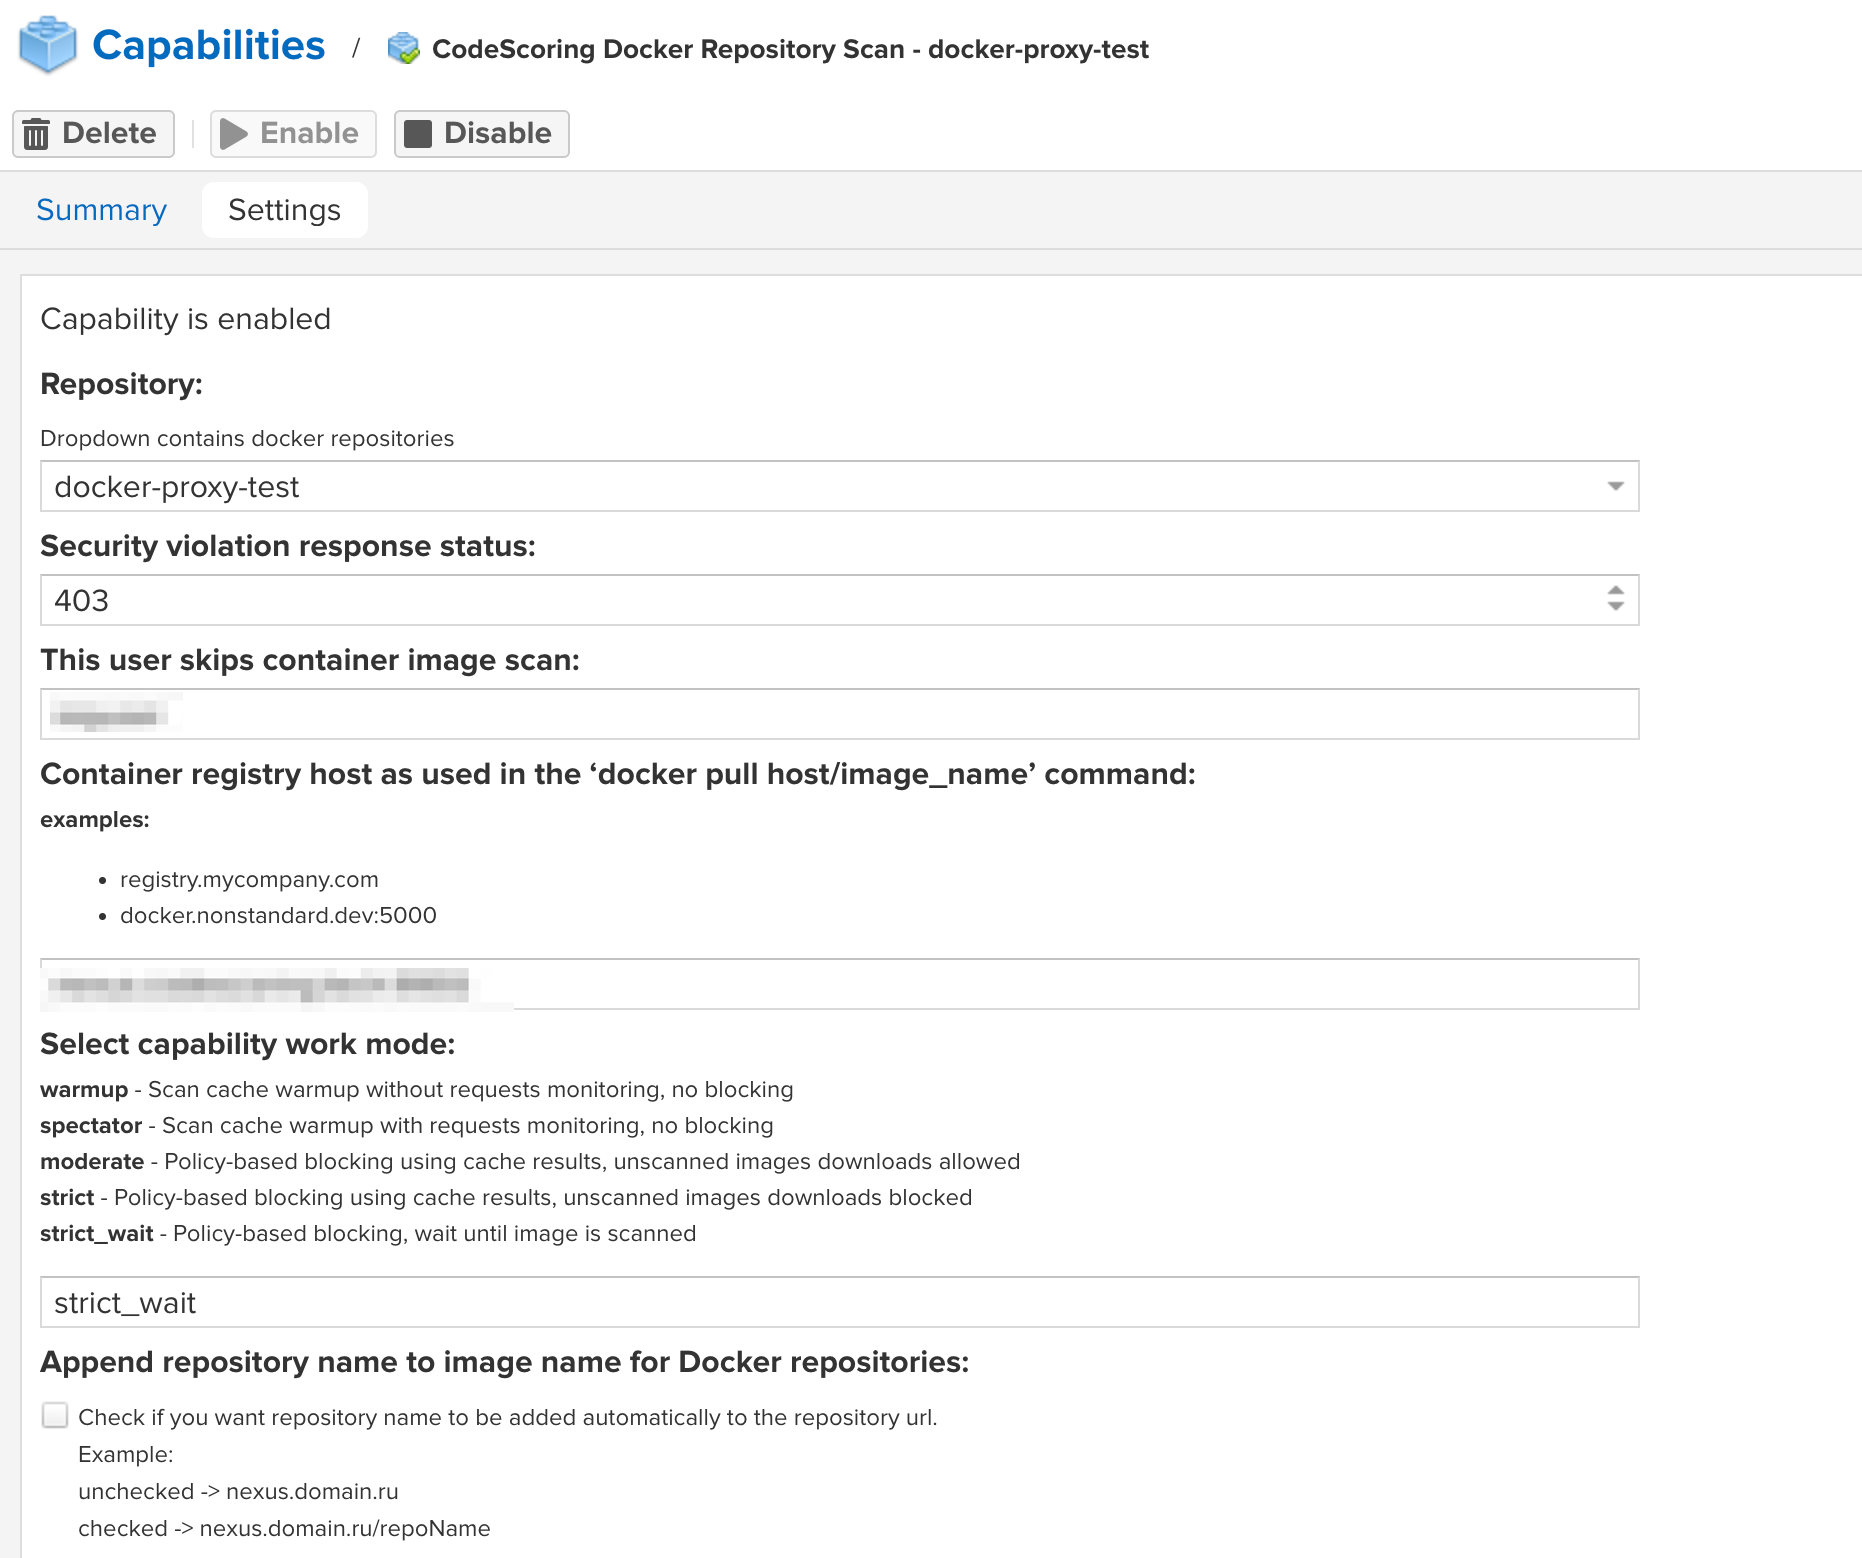 Capabilities / CodeScoring Docker Repository Scan - docker-proxy-test
Delete Enable Disable
Summary Settings
Capability is enabled
Repository:
Dropdown contains docker repositories
docker-proxy-test
Security violation response status:
403
This user skips container image scan:
Container registry host as used in the ‘docker pull host/image_name’ command:
examples:
• registry.mycompany.com
• docker.nonstandard.dev:5000
Select capability work mode:
warmup - Scan cache warmup without requests monitoring, no blocking
spectator - Scan cache warmup with requests monitoring, no blocking
moderate - Policy-based blocking using cache results, unscanned images downloads allowed
strict - Policy-based blocking using cache results, unscanned images downloads blocked
strict_wait - Policy-based blocking, wait until image is scanned
strict_wait
Append repository name to image name for Docker repositories:
Check if you want repository name to be added automatically to the repository url.
Example:
unchecked -> nexus.domain.ru
checked -> nexus.domain.ru/repoName